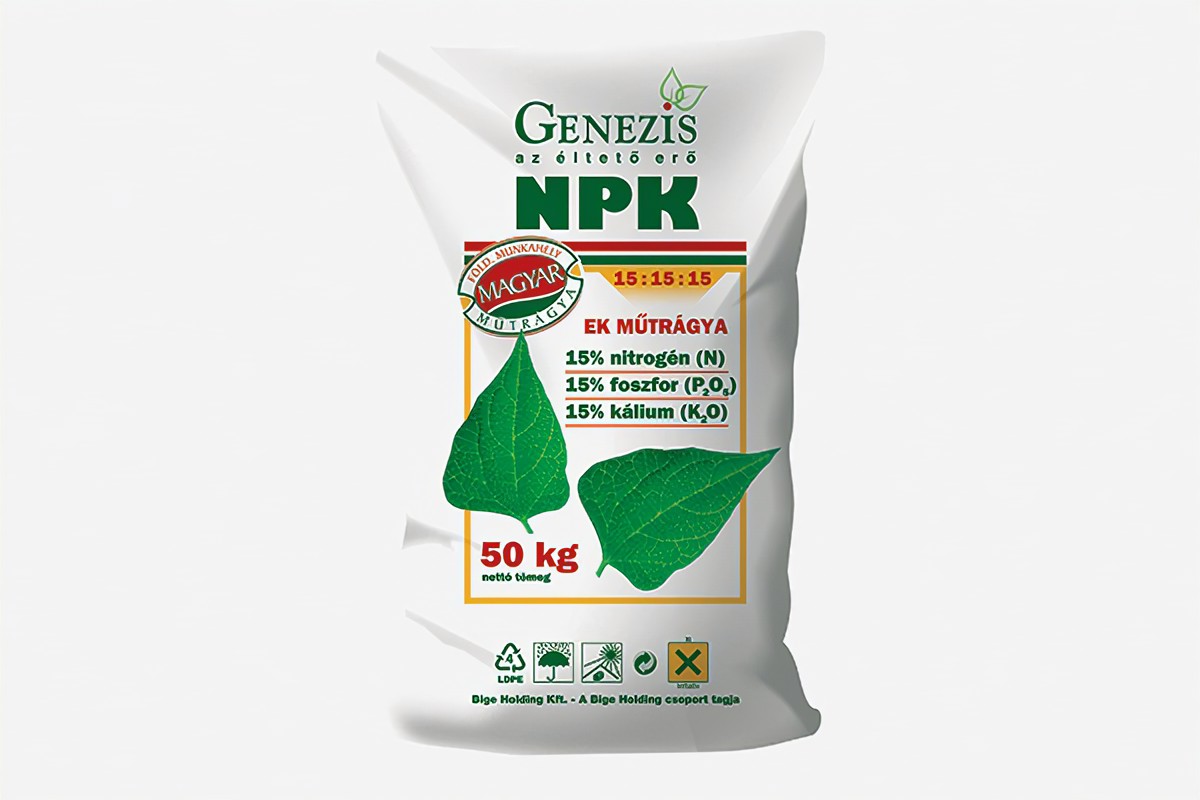 GENEZIS
az éltető erő
NPK
FÖLD, MUNKAHELY
MAGYAR
MŰTRÁGYA
15:15:15
EK MŰTRÁGYA
15% nitrogén (N)
15% foszfor (P₂O₅)
15% kálium (K₂O)
50 kg
nettó tömeg
4
LDPE
Bige Holding Kft. - A Bige Holding csoport tagja